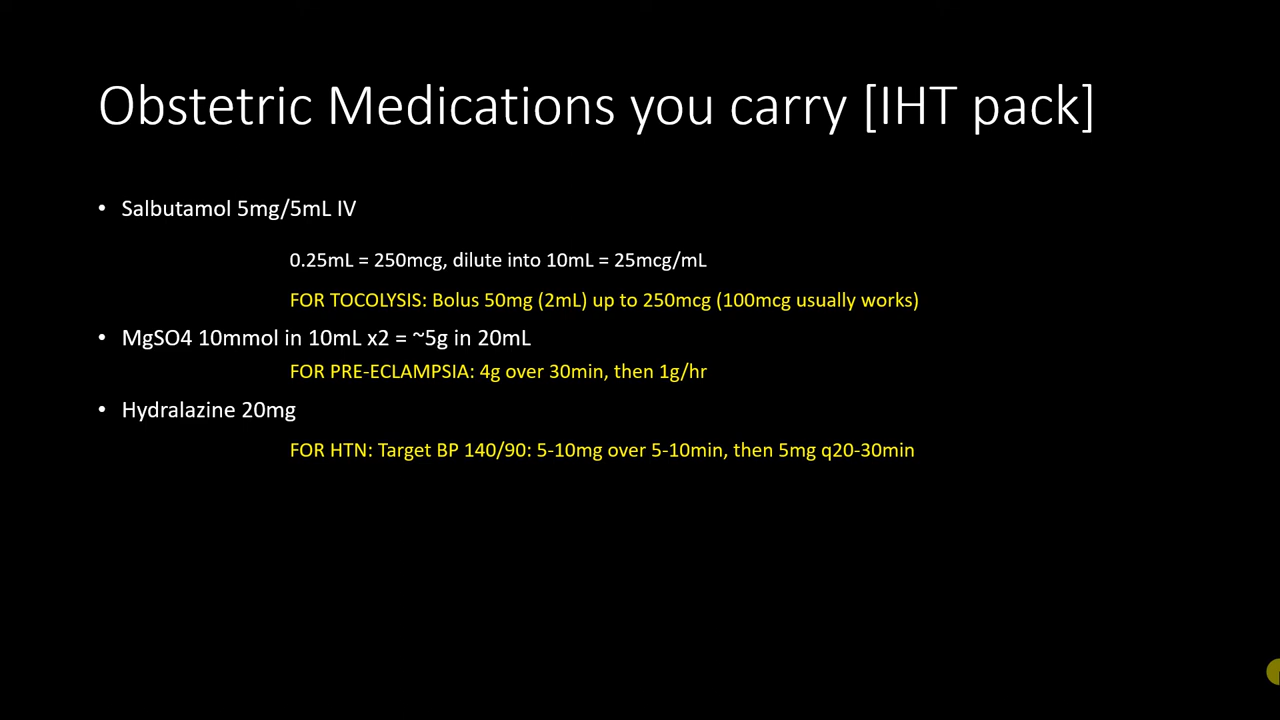 Obstetric Medications you carry [IHT pack]
• Salbutamol 5mg/5mL IV
0.25mL = 250mcg, dilute into 10mL = 25mcg/mL
FOR TOCOLYSIS: Bolus 50mg (2mL) up to 250mcg (100mcg usually works)
• MgSO4 10mmol in 10mL x2 = ~5g in 20mL
FOR PRE-ECLAMPSIA: 4g over 30min, then 1g/hr
• Hydralazine 20mg
FOR HTN: Target BP 140/90: 5-10mg over 5-10min, then 5mg q20-30min